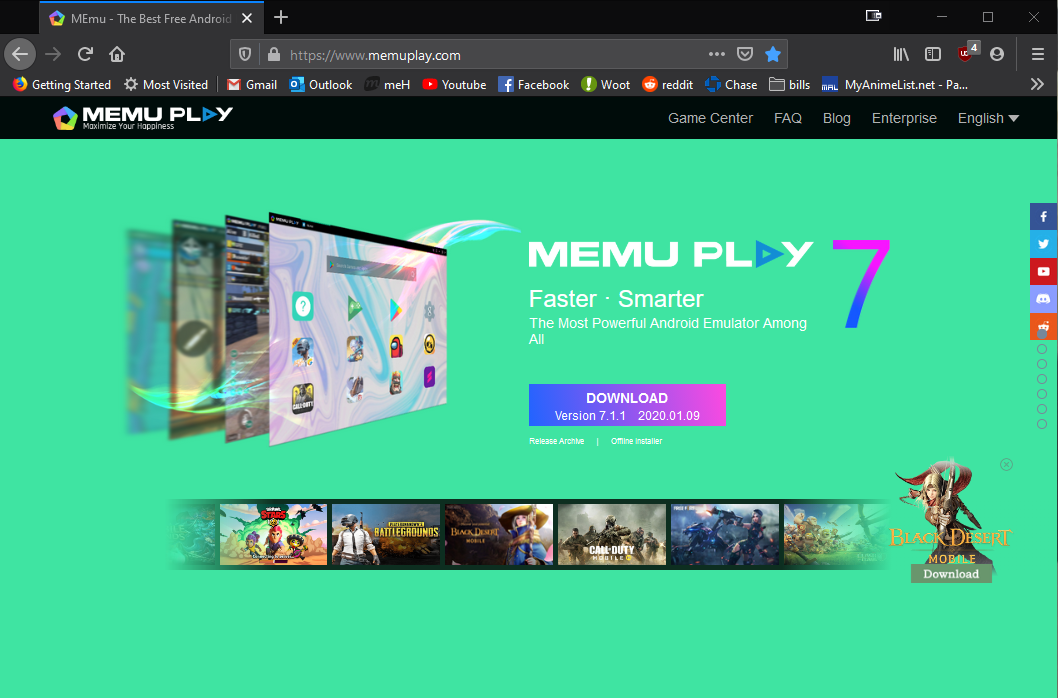 MEmu - The Best Free Android
https://www.memuplay.com
4
Getting Started
Most Visited
Gmail
Outlook
meH
Youtube
Facebook
Woot
reddit
Chase
bills
MAL
MyAnimeList.net - Pa...
MEMU PLAY
Maximize Your Happiness
Game Center
FAQ
Blog
Enterprise
English
MEMU PLAY 7
Faster · Smarter
The Most Powerful Android Emulator Among
All
DOWNLOAD
Version 7.1.1 2020.01.09
Release Archive | Offline Installer
BRAWL
STARS
BATTLEGROUNDS
BLACK DESERT
MOBILE
CALL OF DUTY
MOBILE
BLACK DESERT
MOBILE
Download